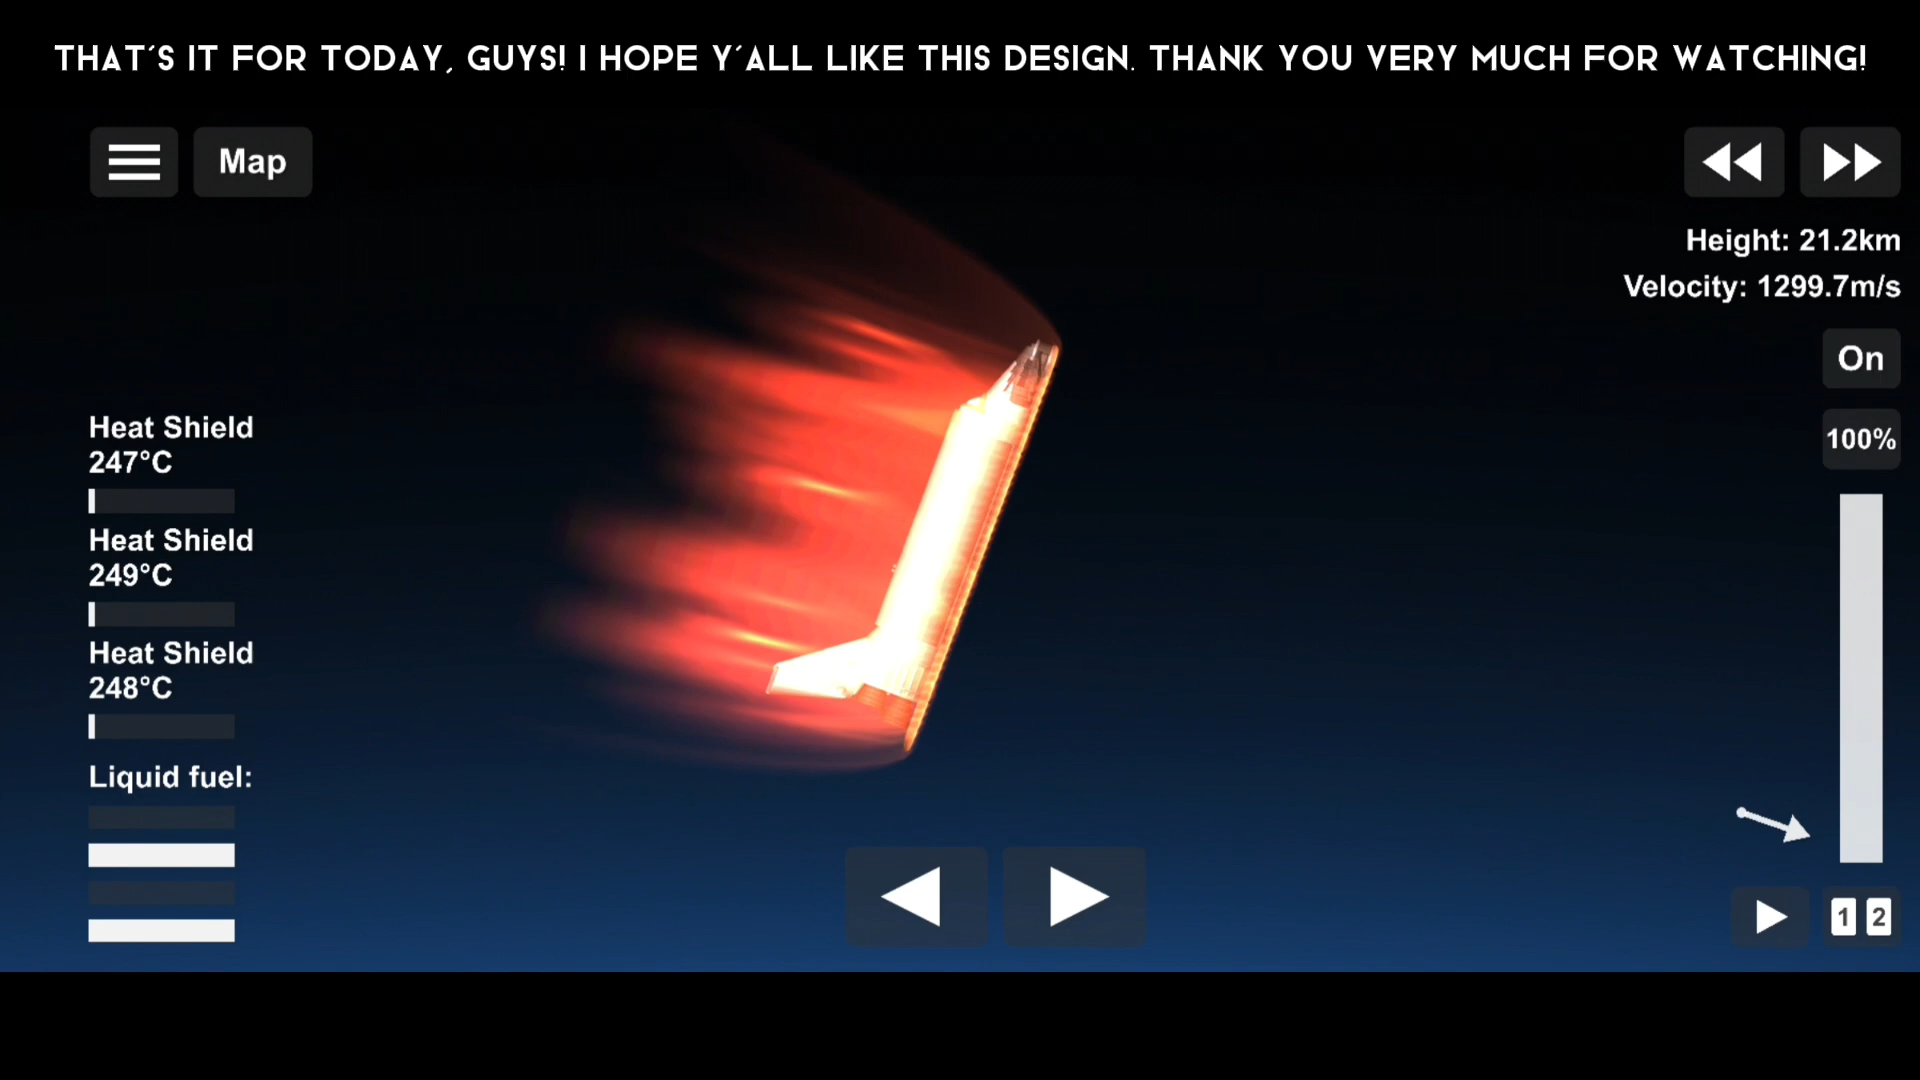 THAT'S IT FOR TODAY, GUYS! I HOPE Y'ALL LIKE THIS DESIGN. THANK YOU VERY MUCH FOR WATCHING!
Map
Height: 21.2km
Velocity: 1299.7m/s
On
100%
Heat Shield
247°C
Heat Shield
249°C
Heat Shield
248°C
Liquid fuel:
1 2